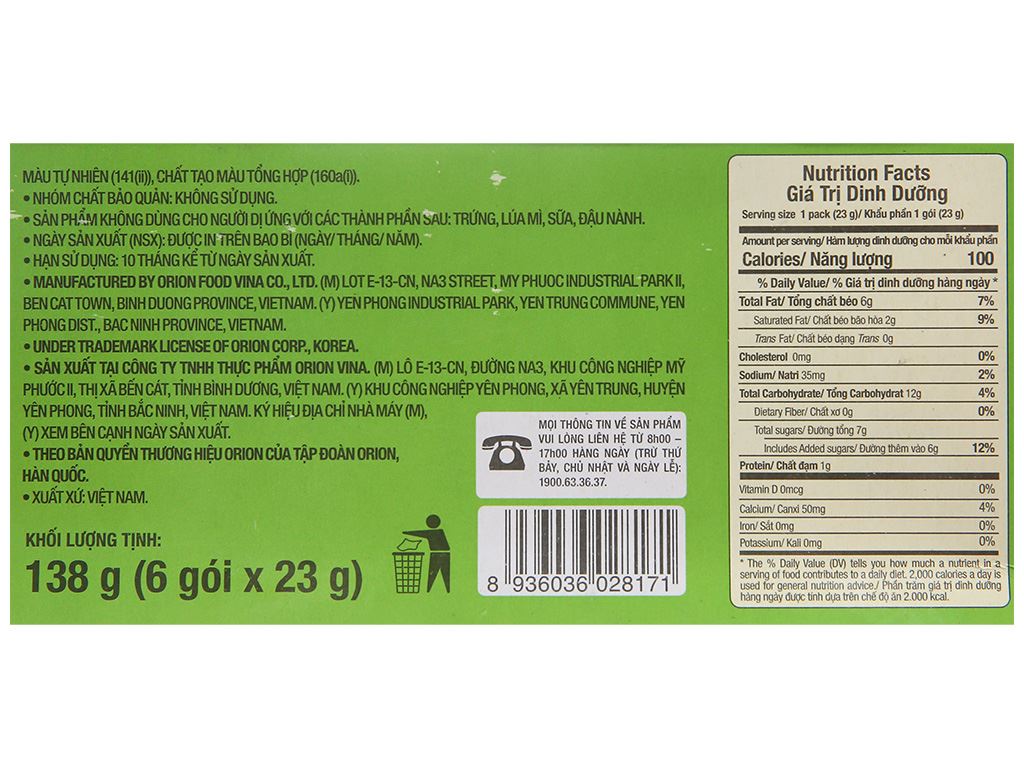 MÀU TỰ NHIÊN (141(ii)), CHẤT TẠO MÀU TỔNG HỢP (160a(i)).
• NHÓM CHẤT BẢO QUẢN: KHÔNG SỬ DỤNG.
• SẢN PHẨM KHÔNG DÙNG CHO NGƯỜI DỊ ỨNG VỚI CÁC THÀNH PHẦN SAU: TRỨNG, LÚA MÌ, SỮA, ĐẬU NÀNH.
• NGÀY SẢN XUẤT (NSX): ĐƯỢC IN TRÊN BAO BÌ (NGÀY/ THÁNG/ NĂM).
• HẠN SỬ DỤNG: 10 THÁNG KỂ TỪ NGÀY SẢN XUẤT.
• MANUFACTURED BY ORION FOOD VINA CO., LTD. (M) LOT E-13-CN, NA3 STREET, MY PHUOC INDUSTRIAL PARK II,
BEN CAT TOWN, BINH DUONG PROVINCE, VIETNAM. (Y) YEN PHONG INDUSTRIAL PARK, YEN TRUNG COMMUNE, YEN
PHONG DIST., BAC NINH PROVINCE, VIETNAM.
• UNDER TRADEMARK LICENSE OF ORION CORP., KOREA.
• SẢN XUẤT TẠI CÔNG TY TNHH THỰC PHẨM ORION VINA. (M) LÔ E-13-CN, ĐƯỜNG NA3, KHU CÔNG NGHIỆP MỸ
PHƯỚC II, THỊ XÃ BẾN CÁT, TỈNH BÌNH DƯƠNG, VIỆT NAM. (Y) KHU CÔNG NGHIỆP YÊN PHONG, XÃ YÊN TRUNG, HUYỆN
YÊN PHONG, TỈNH BẮC NINH, VIỆT NAM. KÝ HIỆU ĐỊA CHỈ NHÀ MÁY (M),
(Y) XEM BÊN CẠNH NGÀY SẢN XUẤT.
• THEO BẢN QUYỀN THƯƠNG HIỆU ORION CỦA TẬP ĐOÀN ORION,
HÀN QUỐC.
• XUẤT XỨ: VIỆT NAM.
KHỐI LƯỢNG TỊNH:
138 g (6 gói x 23 g)
MỌI THÔNG TIN VỀ SẢN PHẨM
VUI LÒNG LIÊN HỆ TỪ 8h00 –
17h00 HÀNG NGÀY (TRỪ THỨ
BẢY, CHỦ NHẬT VÀ NGÀY LỄ):
1900.63.36.37.
8 936036 028171
Nutrition Facts
Giá Trị Dinh Dưỡng
Serving size 1 pack (23 g)/ Khẩu phần 1 gói (23 g)
Amount per serving/ Hàm lượng dinh dưỡng cho mỗi khẩu phần
Calories/ Năng lượng 100
% Daily Value/ % Giá trị dinh dưỡng hàng ngày *
Total Fat/ Tổng chất béo 6g 7%
Saturated Fat/ Chất béo bão hòa 2g 9%
Trans Fat/ Chất béo dạng Trans 0g
Cholesterol 0mg 0%
Sodium/ Natri 35mg 2%
Total Carbohydrate/ Tổng Carbohydrat 12g 4%
Dietary Fiber/ Chất xơ 0g 0%
Total sugars/ Đường tổng 7g
Includes Added sugars/ Đường thêm vào 6g 12%
Protein/ Chất đạm 1g
Vitamin D 0mcg 0%
Calcium/ Canxi 50mg 4%
Iron/ Sắt 0mg 0%
Potassium/ Kali 0mg 0%
* The % Daily Value (DV) tells you how much a nutrient in a
serving of food contributes to a daily diet. 2,000 calories a day is
used for general nutrition advice./ Phần trăm giá trị dinh dưỡng
hàng ngày được tính dựa trên chế độ ăn 2.000 kcal.